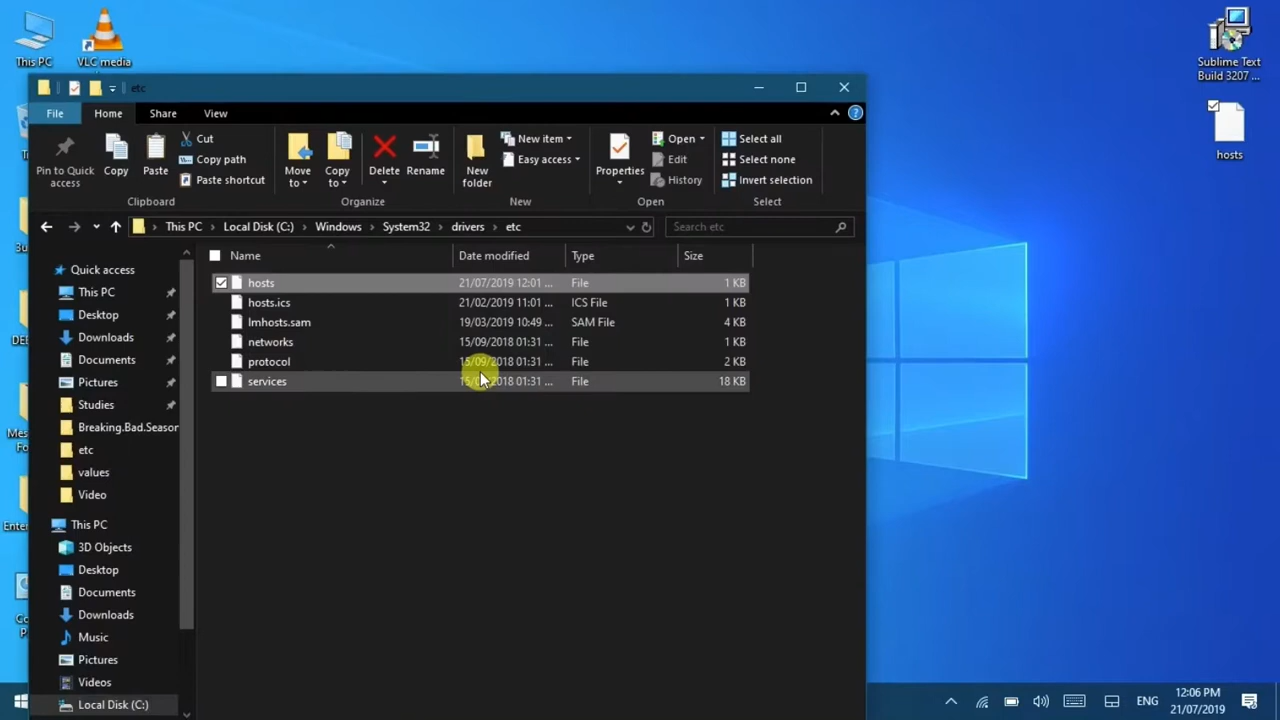 This PC
VLC media
Sublime Text
Build 3207 ...
hosts
etc
File
Home
Share
View
Pin to Quick
access
Copy
Paste
Cut
Copy path
Paste shortcut
Clipboard
Move
to
Copy
to
Delete
Rename
Organize
New
folder
New item
Easy access
New
Properties
Open
Edit
History
Open
Select all
Select none
Invert selection
Select
This PC > Local Disk (C:) > Windows > System32 > drivers > etc
Search etc
Name Date modified Type Size
hosts 21/07/2019 12:01 ... File 1 KB
hosts.ics 21/02/2019 11:01 ... ICS File 1 KB
lmhosts.sam 19/03/2019 10:49 ... SAM File 4 KB
networks 15/09/2018 01:31 ... File 1 KB
protocol 15/09/2018 01:31 ... File 2 KB
services 2018 01:31 ... File 18 KB
Quick access
This PC
Desktop
Downloads
Documents
Pictures
Studies
Breaking.Bad.Season
etc
values
Video
This PC
3D Objects
Desktop
Documents
Downloads
Music
Pictures
Videos
Local Disk (C:)
ENG
12:06 PM
21/07/2019